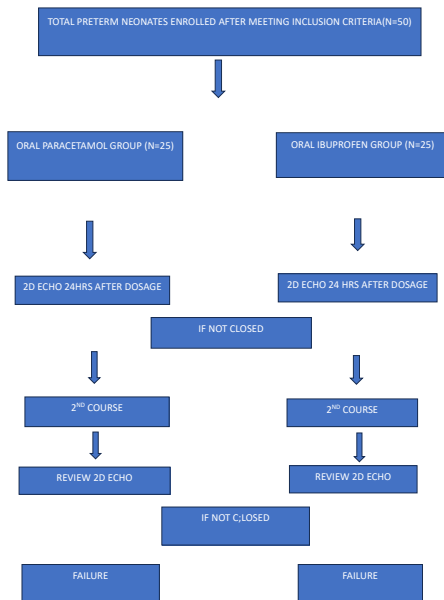 TOTAL PRETERM NEONATES ENROLLED AFTER MEETING INCLUSION CRITERIA(N=50)
ORAL PARACETAMOL GROUP (N=25)
ORAL IBUPROFEN GROUP (N=25)
2D ECHO 24HRS AFTER DOSAGE
2D ECHO 24 HRS AFTER DOSAGE
IF NOT CLOSED
2ND COURSE
2ND COURSE
REVIEW 2D ECHO
REVIEW 2D ECHO
IF NOT C;LOSED
FAILURE
FAILURE